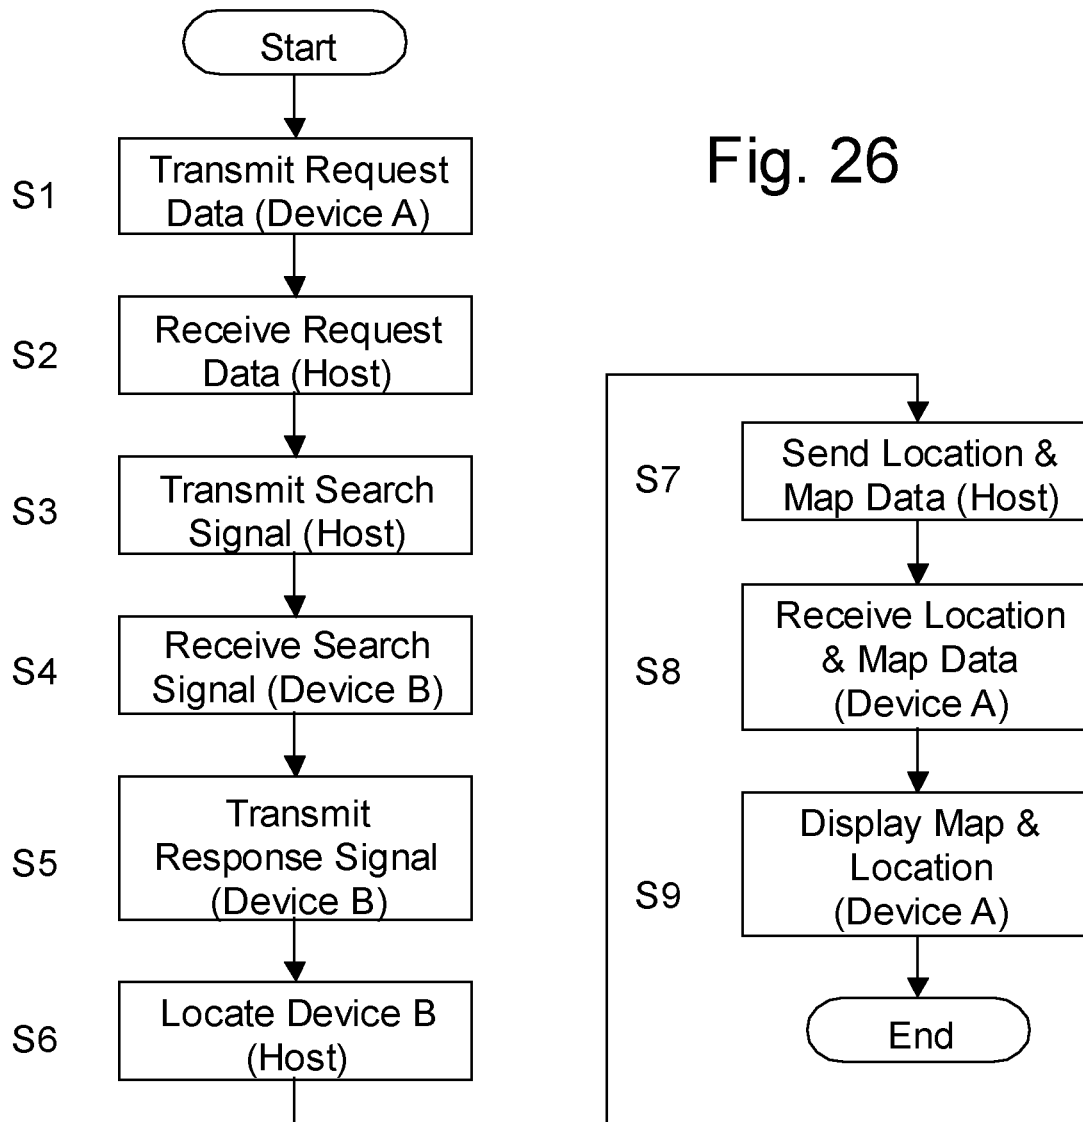 Start
Fig. 26
S1
Transmit Request
Data (Device A)
S2
Receive Request
Data (Host)
S3
Transmit Search
Signal (Host)
S4
Receive Search
Signal (Device B)
S5
Transmit
Response Signal
(Device B)
S6
Locate Device B
(Host)
S7
Send Location &
Map Data (Host)
S8
Receive Location
& Map Data
(Device A)
S9
Display Map &
Location
(Device A)
End